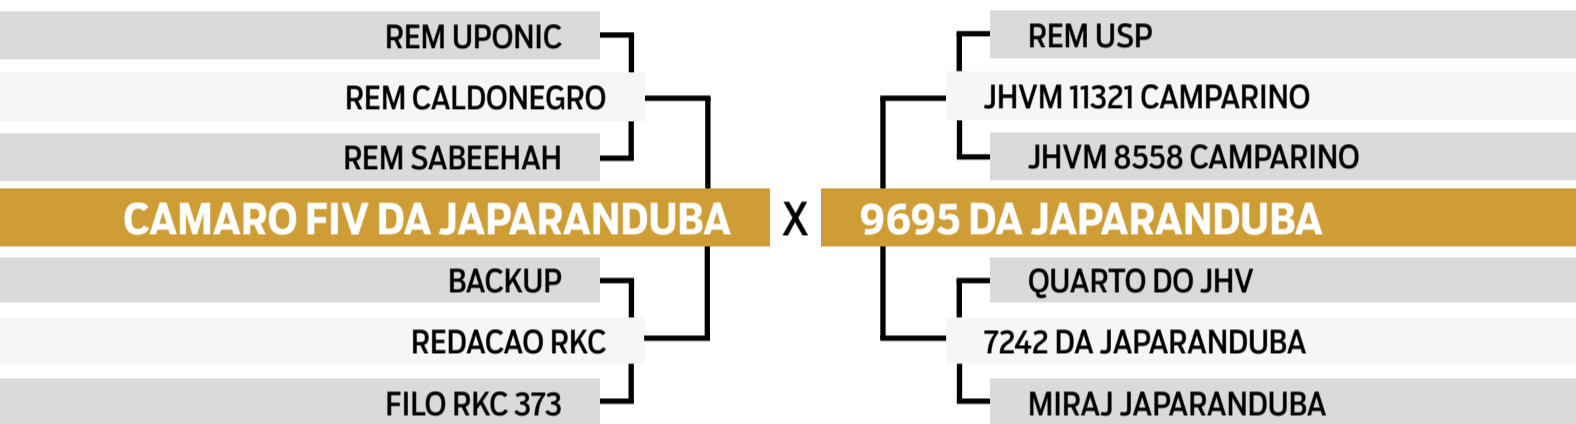 REM UPONIC
REM CALDONEGRO
REM SABEEHAH
CAMARO FIV DA JAPARANDUBA
BACKUP
REDACAO RKC
FILO RKC 373
X
REM USP
JHVM 11321 CAMPARINO
JHVM 8558 CAMPARINO
9695 DA JAPARANDUBA
QUARTO DO JHV
7242 DA JAPARANDUBA
MIRAJ JAPARANDUBA